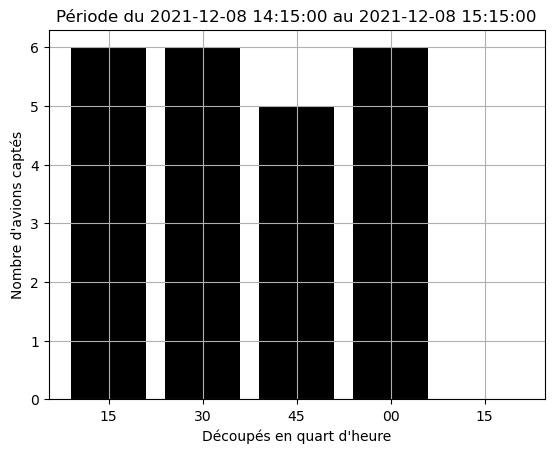 Période du 2021-12-08 14:15:00 au 2021-12-08 15:15:00
6
5
4
3
2
1
0
Nombre d'avions captés
15 30 45 00 15
Découpés en quart d'heure